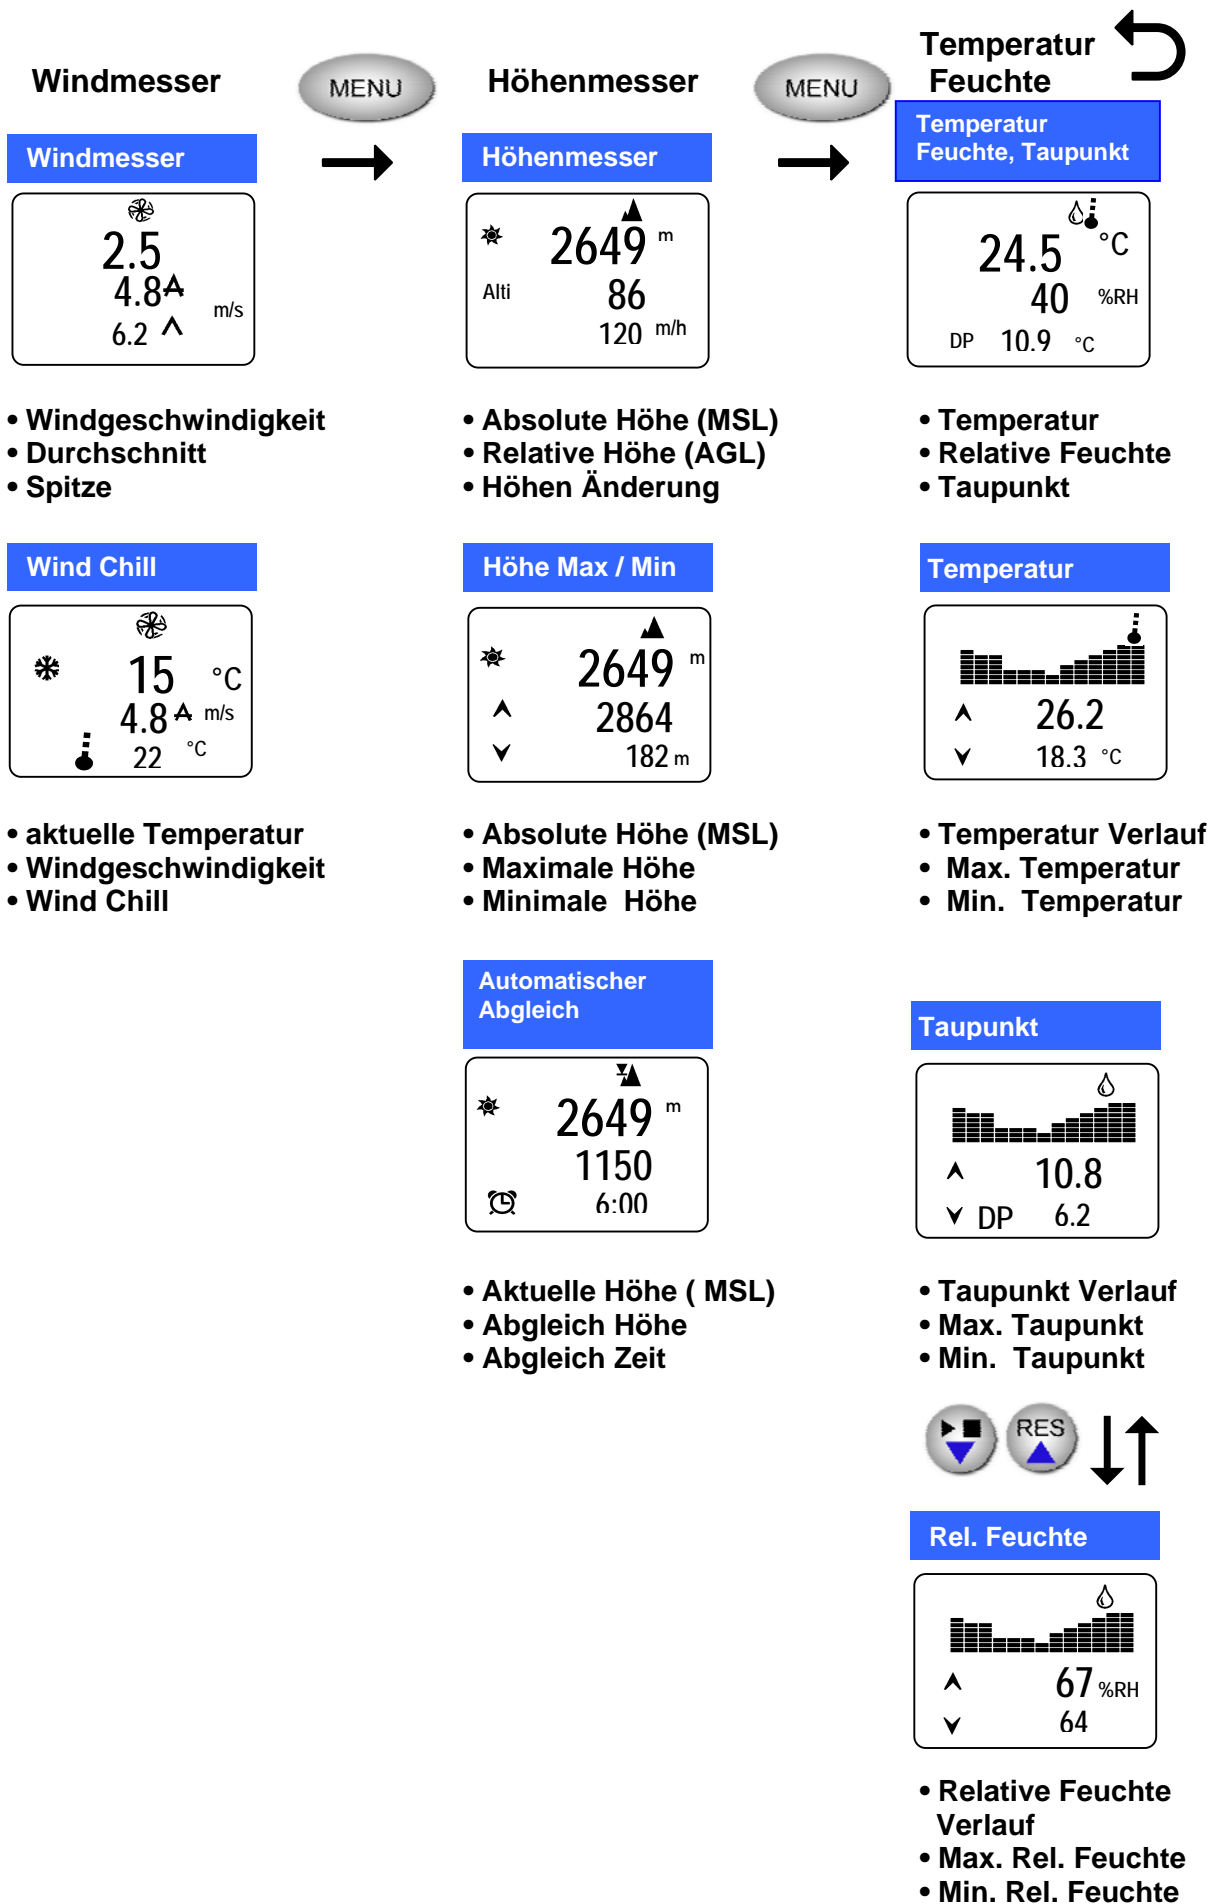 Windmesser
MENU
Höhenmesser
MENU
Temperatur
Feuchte
Windmesser
2.5
4.8
m/s
6.2
• Windgeschwindigkeit
• Durchschnitt
• Spitze
Wind Chill
15 °C
4.8 m/s
22 °C
• aktuelle Temperatur
• Windgeschwindigkeit
• Wind Chill
Höhenmesser
2649 m
Alti 86
120 m/h
• Absolute Höhe (MSL)
• Relative Höhe (AGL)
• Höhen Änderung
Höhe Max / Min
2649 m
2864
182 m
• Absolute Höhe (MSL)
• Maximale Höhe
• Minimale Höhe
Automatischer
Abgleich
2649 m
1150
6:00
• Aktuelle Höhe ( MSL)
• Abgleich Höhe
• Abgleich Zeit
Temperatur
Feuchte, Taupunkt
24.5 °C
40 %RH
DP 10.9 °C
• Temperatur
• Relative Feuchte
• Taupunkt
Temperatur
26.2
18.3 °C
• Temperatur Verlauf
• Max. Temperatur
• Min. Temperatur
Taupunkt
10.8
DP 6.2
• Taupunkt Verlauf
• Max. Taupunkt
• Min. Taupunkt
RES
Rel. Feuchte
67 %RH
64
• Relative Feuchte
Verlauf
• Max. Rel. Feuchte
• Min. Rel. Feuchte